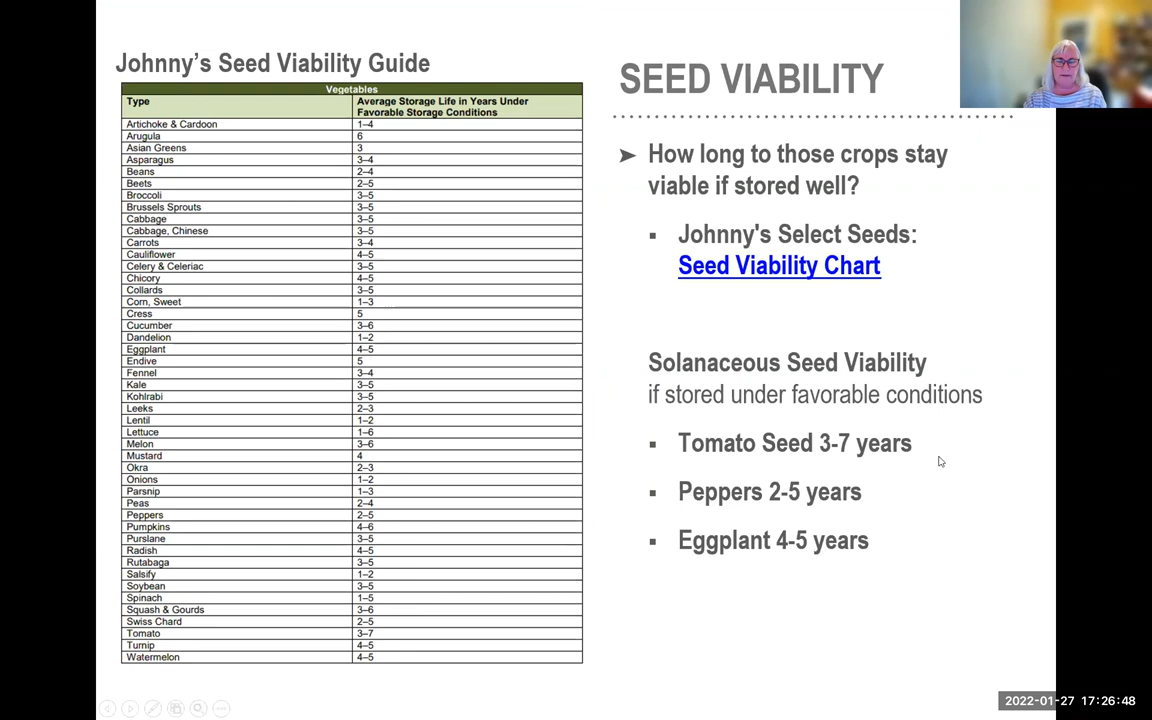 Johnny's Seed Viability Guide
Vegetables
Type Average Storage Life in Years Under
Favorable Storage Conditions
Artichoke & Cardoon 1–4
Arugula 6
Asian Greens 3
Asparagus 3–4
Beans 2–4
Beets 2–5
Broccoli 3–5
Brussels Sprouts 3–5
Cabbage 3–5
Cabbage, Chinese 3–5
Carrots 3–4
Cauliflower 4–5
Celery & Celeriac 3–5
Chicory 4–5
Collards 3–5
Corn, Sweet 1–3
Cress 5
Cucumber 3–6
Dandelion 1–2
Eggplant 4–5
Endive 5
Fennel 3–4
Kale 3–5
Kohlrabi 3–5
Leeks 2–3
Lentil 1–2
Lettuce 1–6
Melon 3–6
Mustard 4
Okra 2–3
Onions 1–2
Parsnip 1–3
Peas 2–4
Peppers 2–5
Pumpkins 4–6
Purslane 3–5
Radish 4–5
Rutabaga 3–5
Salsify 1–2
Soybean 3–5
Spinach 1–5
Squash & Gourds 3–6
Swiss Chard 2–5
Tomato 3–7
Turnip 4–5
Watermelon 4–5
SEED VIABILITY
➤ How long to those crops stay
viable if stored well?
▪ Johnny's Select Seeds:
Seed Viability Chart
Solanaceous Seed Viability
if stored under favorable conditions
▪ Tomato Seed 3-7 years
▪ Peppers 2-5 years
▪ Eggplant 4-5 years
2022-01-27 17:26:48